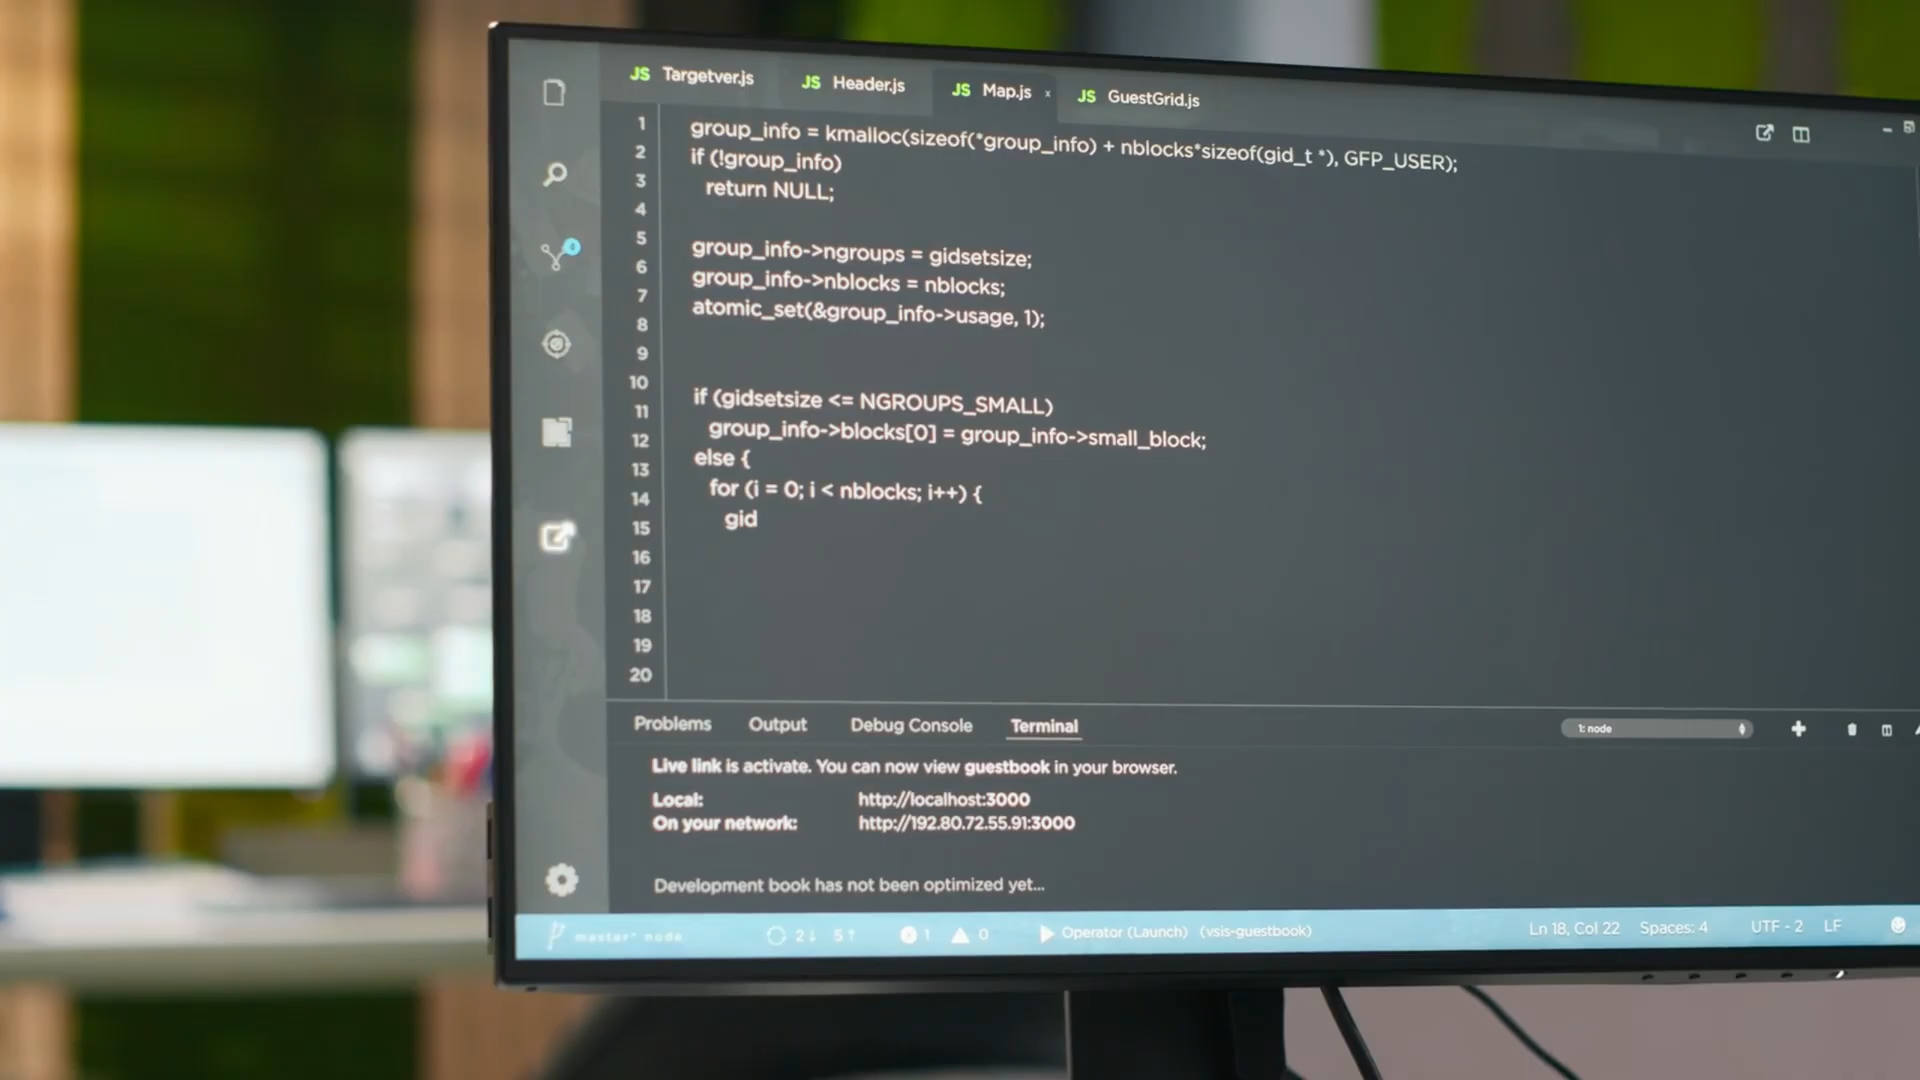 JS Targetver.js JS Header.js JS Map.js x JS GuestGrid.js
1 group_info = kmalloc(sizeof(*group_info) + nblocks*sizeof(gid_t *), GFP_USER);
2 if (!group_info)
3 return NULL;
4
5 group_info->ngroups = gidsetsize;
6 group_info->nblocks = nblocks;
7 atomic_set(&group_info->usage, 1);
8
9
10 if (gidsetsize <= NGROUPS_SMALL)
11 group_info->blocks[0] = group_info->small_block;
12 else {
13 for (i = 0; i < nblocks; i++) {
14 gid
15
16
17
18
19
20
Problems Output Debug Console Terminal 1: node
Live link is activate. You can now view guestbook in your browser.
Local: http://localhost:3000
On your network: http://192.80.72.55.91:3000
Development book has not been optimized yet...
master* node 2↓ 5↑ 1 0 Operator (Launch) (vsis-guestbook) Ln 18, Col 22 Spaces: 4 UTF - 2 LF